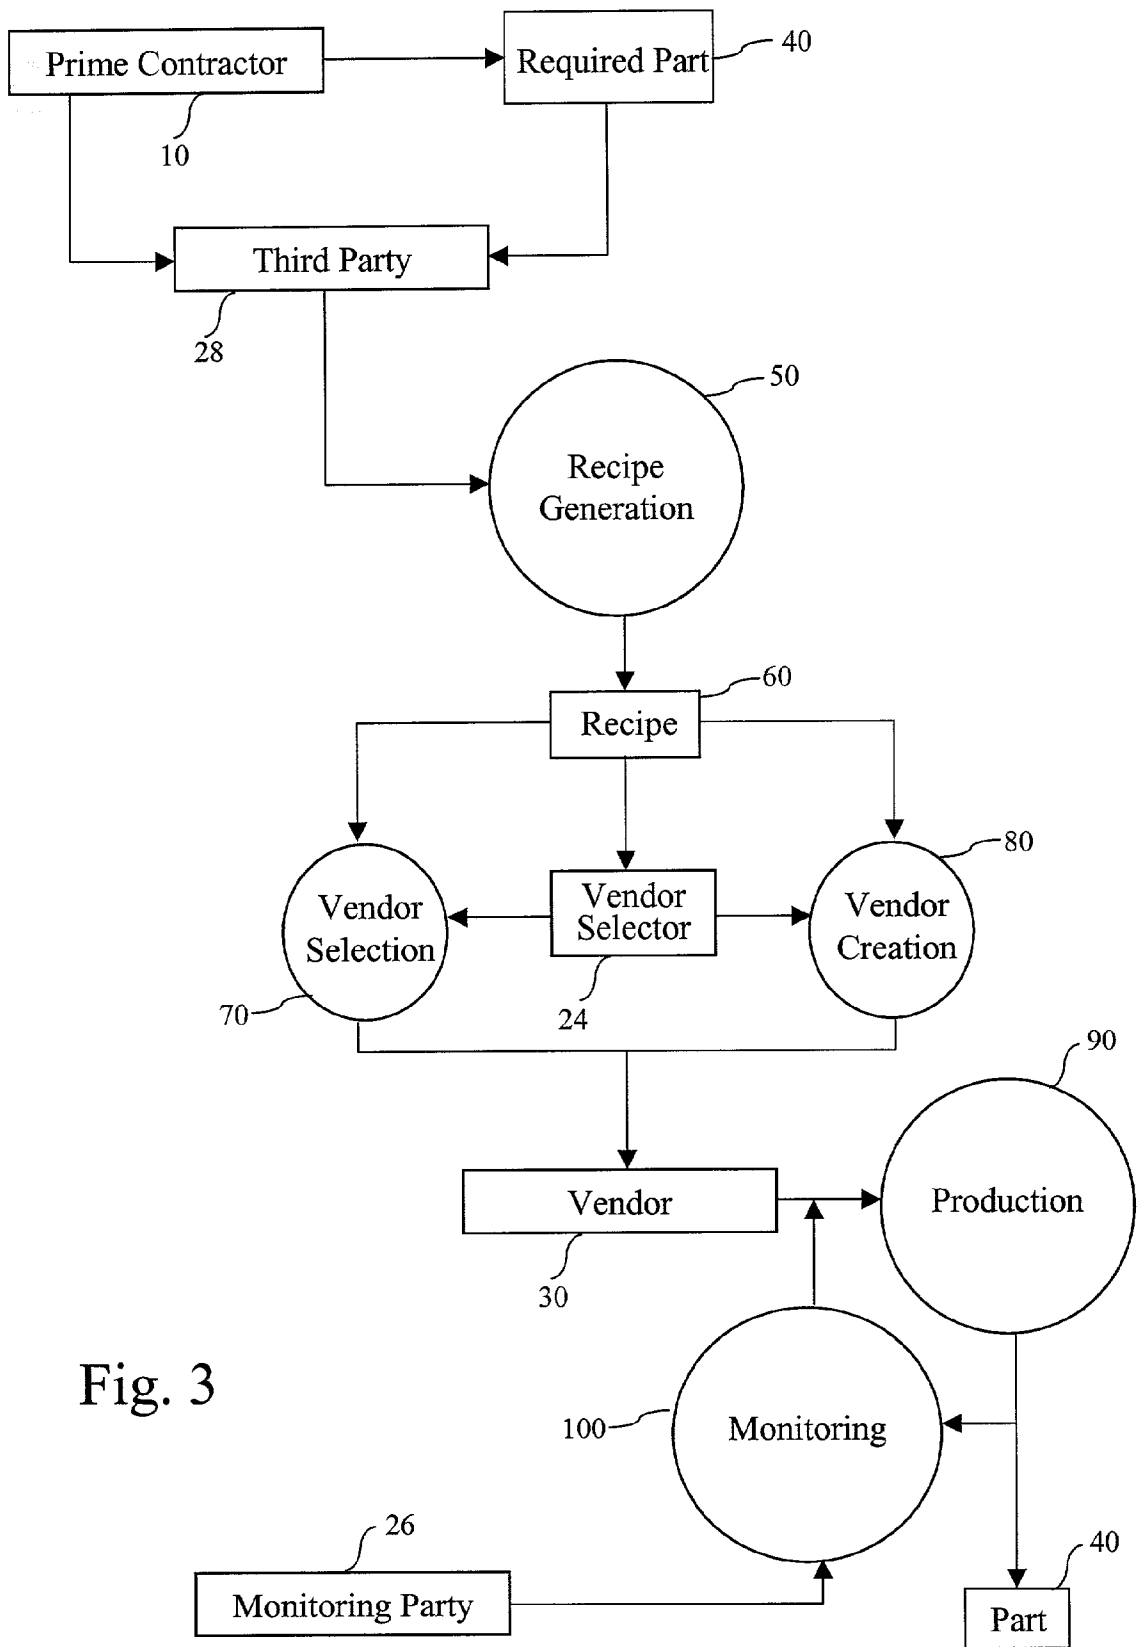 Prime Contractor
Required Part
40
10
Third Party
28
50
Recipe
Generation
60
Recipe
80
Vendor
Selection
Vendor
Selector
Vendor
Creation
70
24
90
Vendor
Production
30
Fig. 3
100
Monitoring
26
40
Monitoring Party
Part